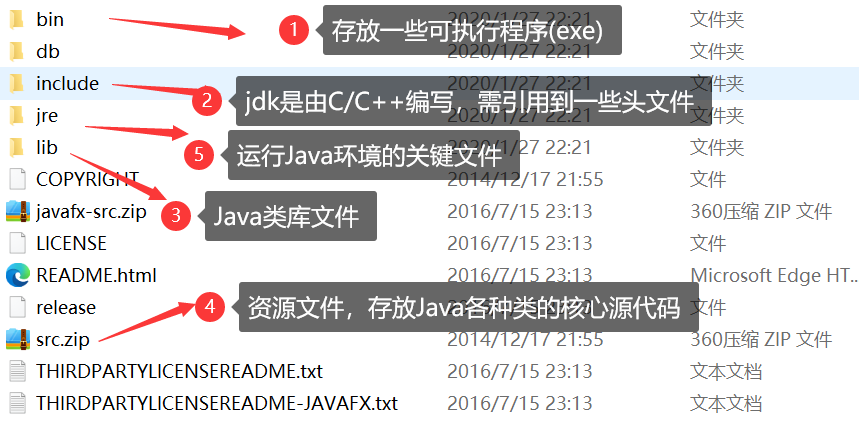 bin 2020/1/27 22:21 文件夹
1 存放一些可执行程序(exe)
db 2020/1/27 22:21 文件夹
include 2020/1/27 22:21 文件夹
2 jdk是由C/C++编写，需引用到一些头文件
jre 2020/1/27 22:21 文件夹
lib 2020/1/27 22:21 文件夹
5 运行Java环境的关键文件
COPYRIGHT 2014/12/17 21:55 文件
javafx-src.zip 2016/7/15 23:13 360压缩 ZIP 文件
3 Java类库文件
LICENSE 2016/7/15 23:13 文件
README.html 2016/7/15 23:13 Microsoft Edge HT...
release 2016/7/15 23:13 文件
4 资源文件，存放Java各种类的核心源代码
src.zip 2014/12/17 21:55 360压缩 ZIP 文件
THIRDPARTYLICENSEREADME.txt 2016/7/15 23:13 文本文档
THIRDPARTYLICENSEREADME-JAVAFX.txt 2016/7/15 23:13 文本文档